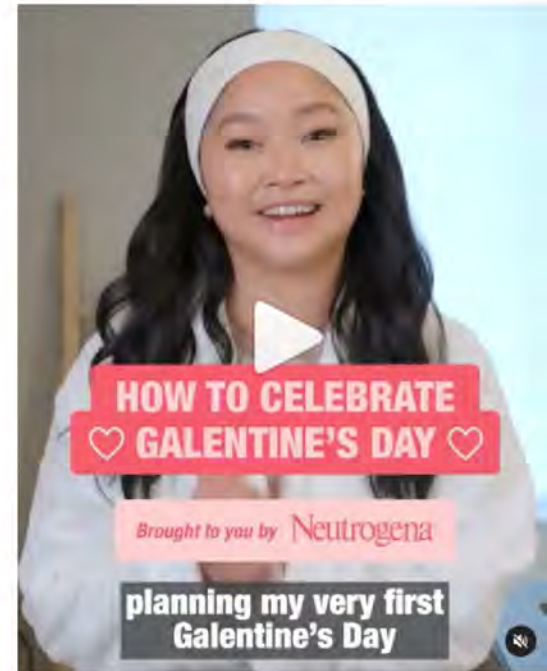 HOW TO CELEBRATE
♡ GALENTINE'S DAY ♡
Brought to you by Neutrogena
planning my very first
Galentine's Day